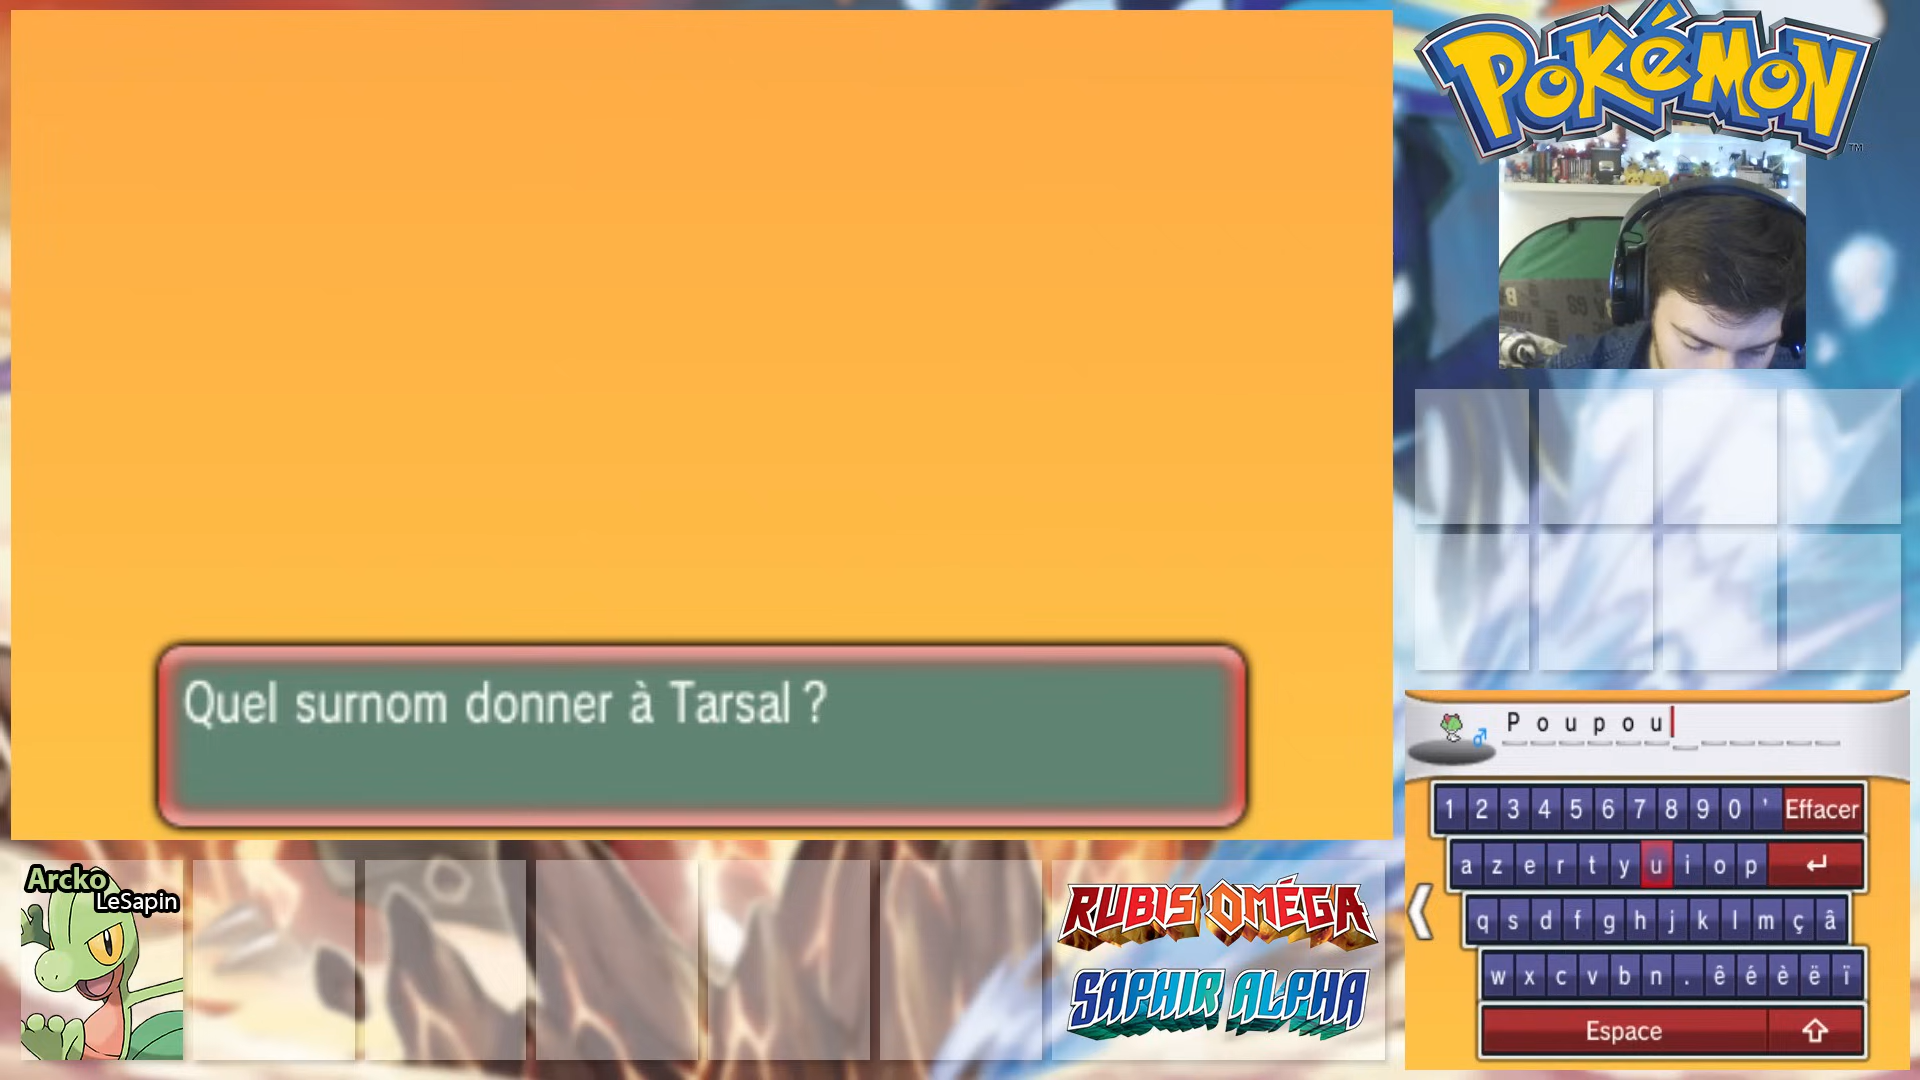 POKÉMON
TM
Quel surnom donner à Tarsal ?
Poupou
1 2 3 4 5 6 7 8 9 0 ' Effacer
a z e r t y u i o p
q s d f g h j k l m ç â
w x c v b n . ê é è ë ï
Espace
Arcko
LeSapin
RUBIS OMÉGA
SAPHIR ALPHA